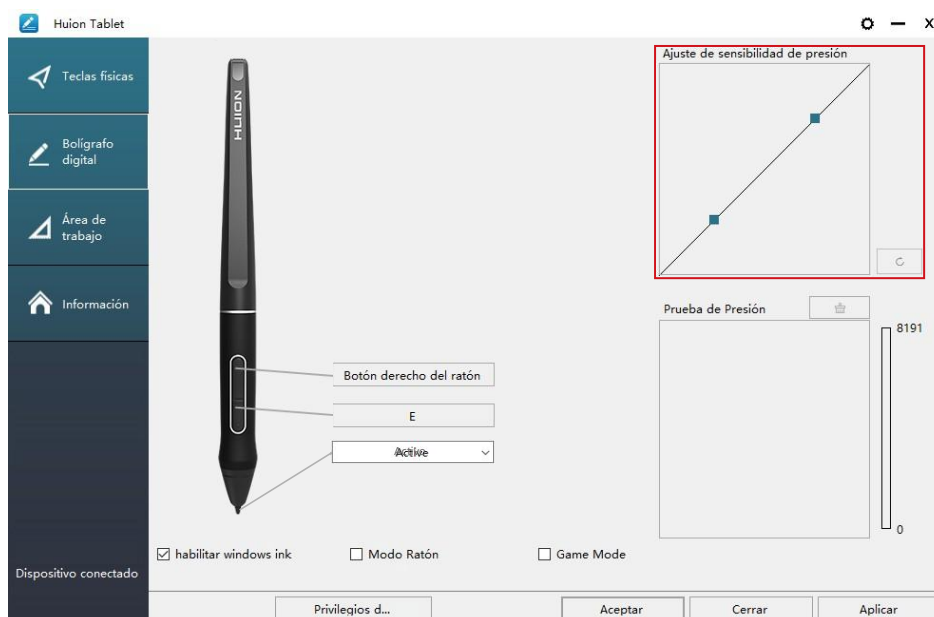 Huion Tablet
Teclas físicas
Bolígrafo
digital
Área de
trabajo
Información
Dispositivo conectado
HUION
Botón derecho del ratón
E
habilitar windows ink
Modo Ratón
Game Mode
Ajuste de sensibilidad de presión
Prueba de Presión
8191
0
Privilegios d...
Aceptar
Cerrar
Aplicar